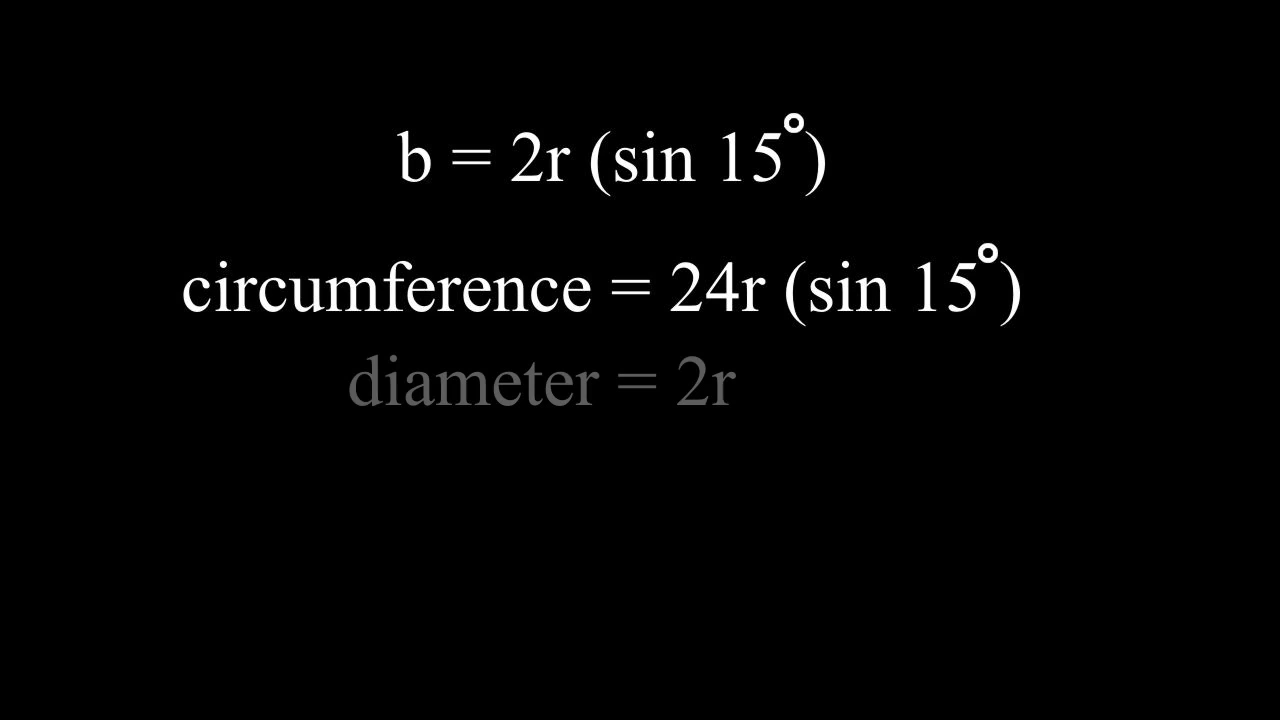 b = 2r (sin 15°)
circumference = 24r (sin 15°)
diameter = 2r